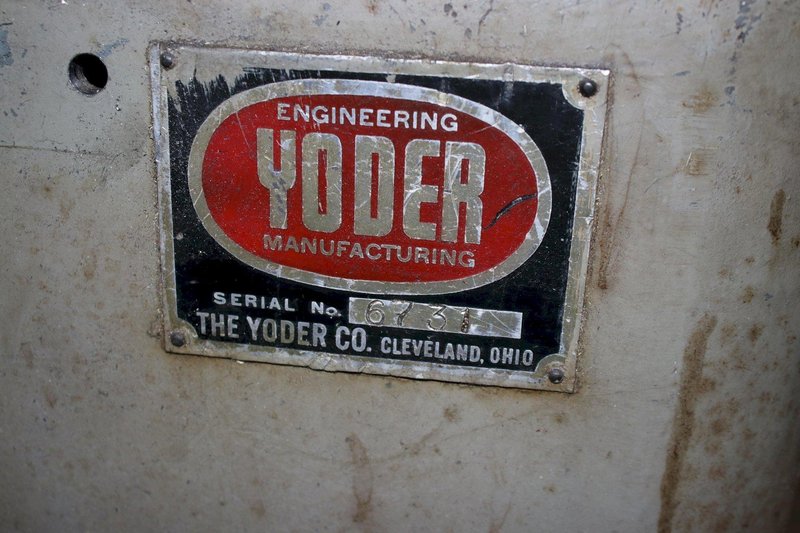 ENGINEERING
YODER
MANUFACTURING
SERIAL No. 6731
THE YODER CO. CLEVELAND, OHIO